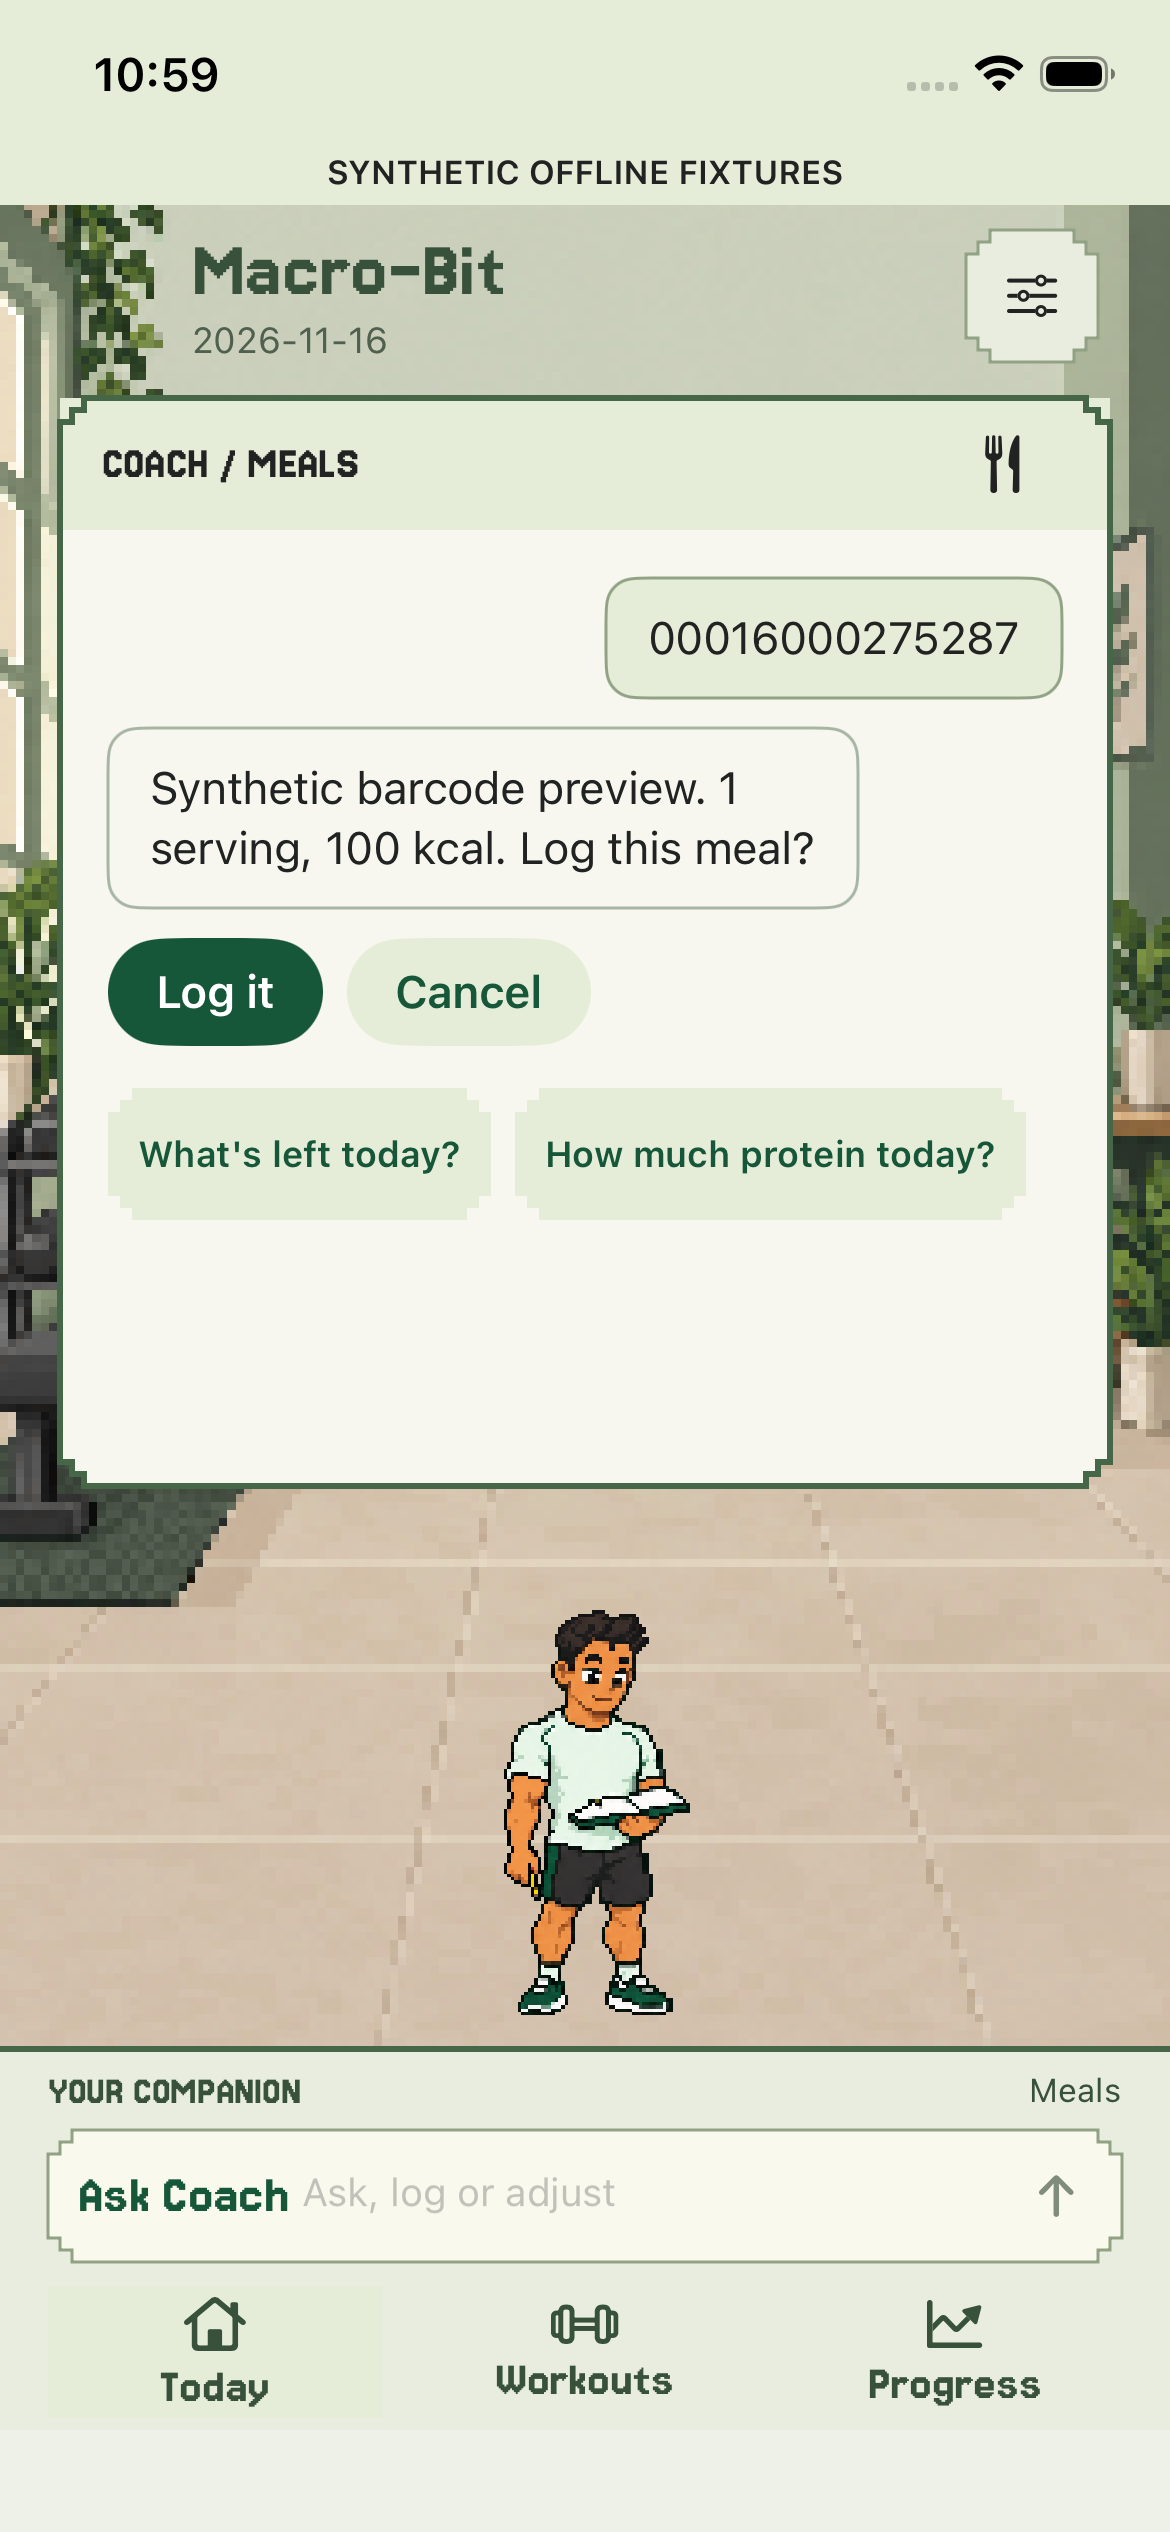 10:59
SYNTHETIC OFFLINE FIXTURES
Macro-Bit
2026-11-16
COACH / MEALS
00016000275287
Synthetic barcode preview. 1
serving, 100 kcal. Log this meal?
Log it Cancel
What's left today? How much protein today?
YOUR COMPANION Meals
Ask Coach Ask, log or adjust
Today Workouts Progress